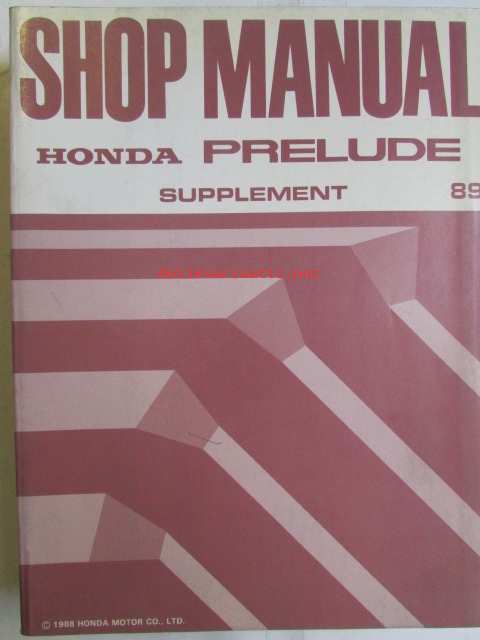 SHOP MANUAL
HONDA PRELUDE
SUPPLEMENT 89
© 1988 HONDA MOTOR CO., LTD.